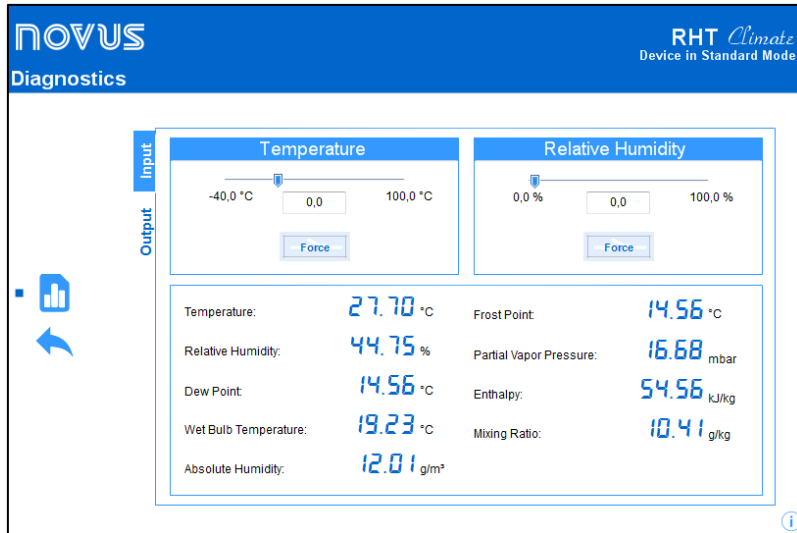 novus
RHT Climate
Device in Standard Mode
Diagnostics
Input
Output
Temperature
-40,0 °C
0,0
100,0 °C
Force
Relative Humidity
0,0 %
0,0
100,0 %
Force
Temperature: 27.70 °C
Relative Humidity: 44.75 %
Dew Point: 14.56 °C
Wet Bulb Temperature: 19.23 °C
Absolute Humidity: 12.01 g/m³
Frost Point: 14.56 °C
Partial Vapor Pressure: 16.68 mbar
Enthalpy: 54.56 kJ/kg
Mixing Ratio: 10.41 g/kg
i